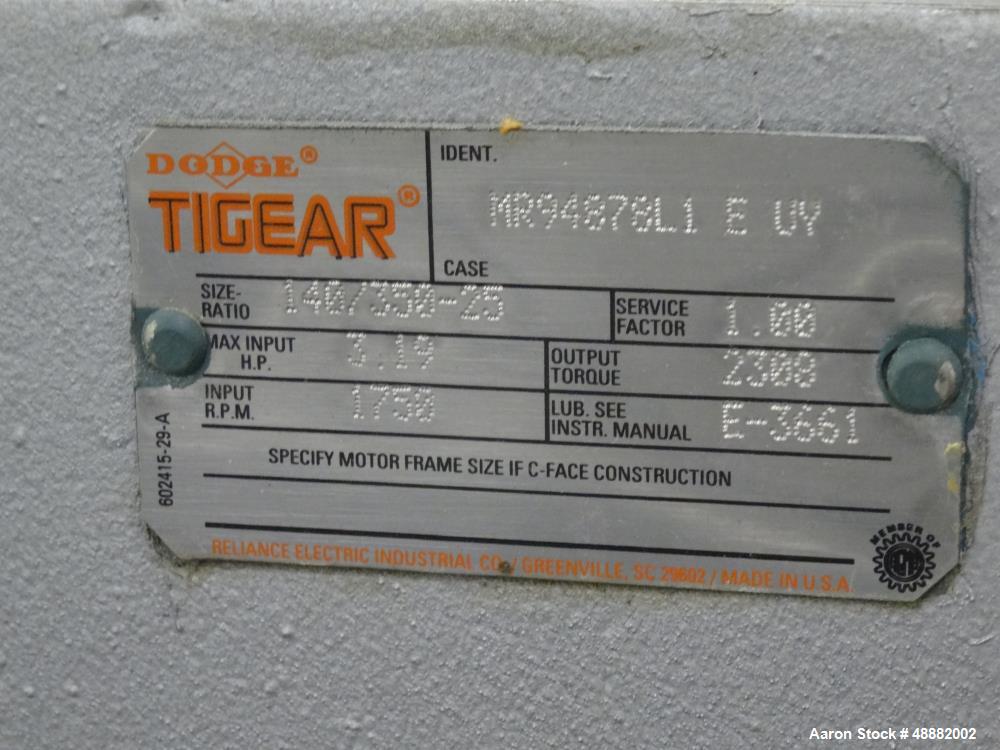 DODGE®
TIGEAR®
IDENT.
MR94878L1 E UY
CASE
SIZE-RATIO 140/350-25
SERVICE FACTOR 1.00
MAX INPUT H.P. 3.19
OUTPUT TORQUE 2308
INPUT R.P.M. 1750
LUB. SEE INSTR. MANUAL E-3661
SPECIFY MOTOR FRAME SIZE IF C-FACE CONSTRUCTION
602415-29-A
RELIANCE ELECTRIC INDUSTRIAL CO. / GREENVILLE, SC 29602 / MADE IN U.S.A.
MEMBER OF
Aaron Stock # 48882002